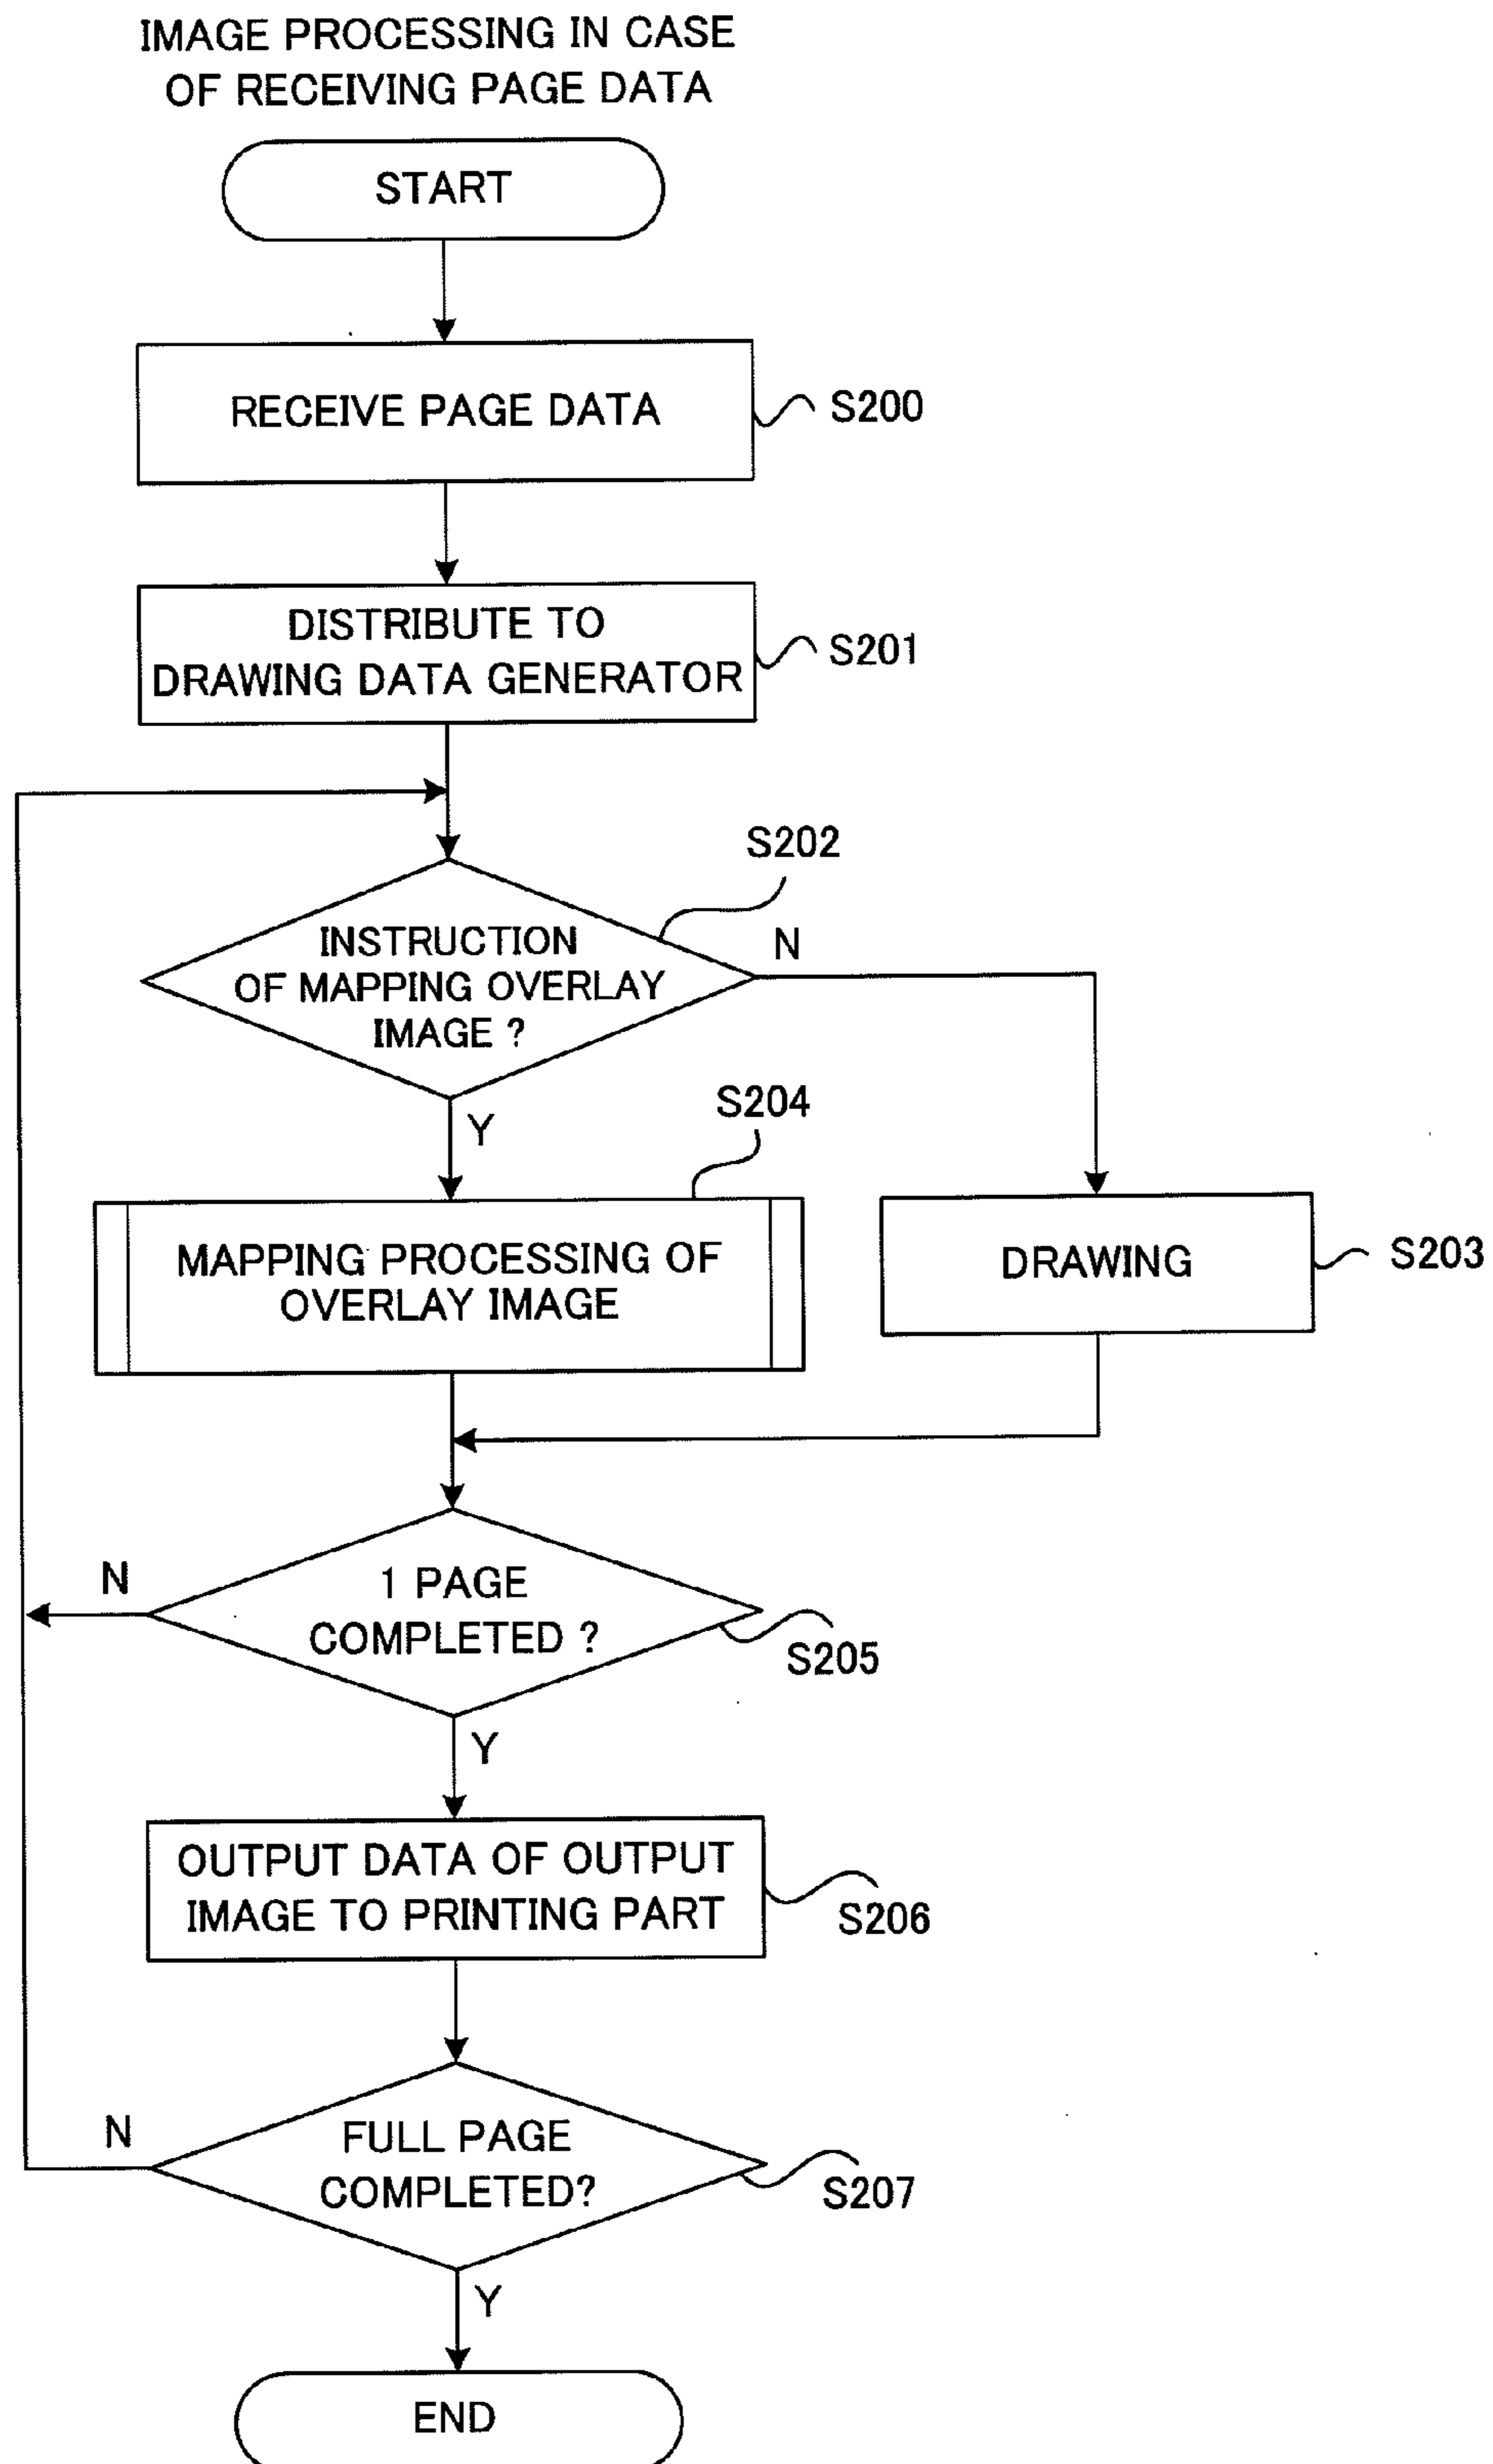 IMAGE PROCESSING IN CASE
OF RECEIVING PAGE DATA
START
RECEIVE PAGE DATA
S200
DISTRIBUTE TO
DRAWING DATA GENERATOR
S201
S202
INSTRUCTION
OF MAPPING OVERLAY
IMAGE ?
N
Y
S204
MAPPING PROCESSING OF
OVERLAY IMAGE
DRAWING
S203
N
1 PAGE
COMPLETED ?
S205
Y
OUTPUT DATA OF OUTPUT
IMAGE TO PRINTING PART
S206
N
FULL PAGE
COMPLETED?
S207
Y
END